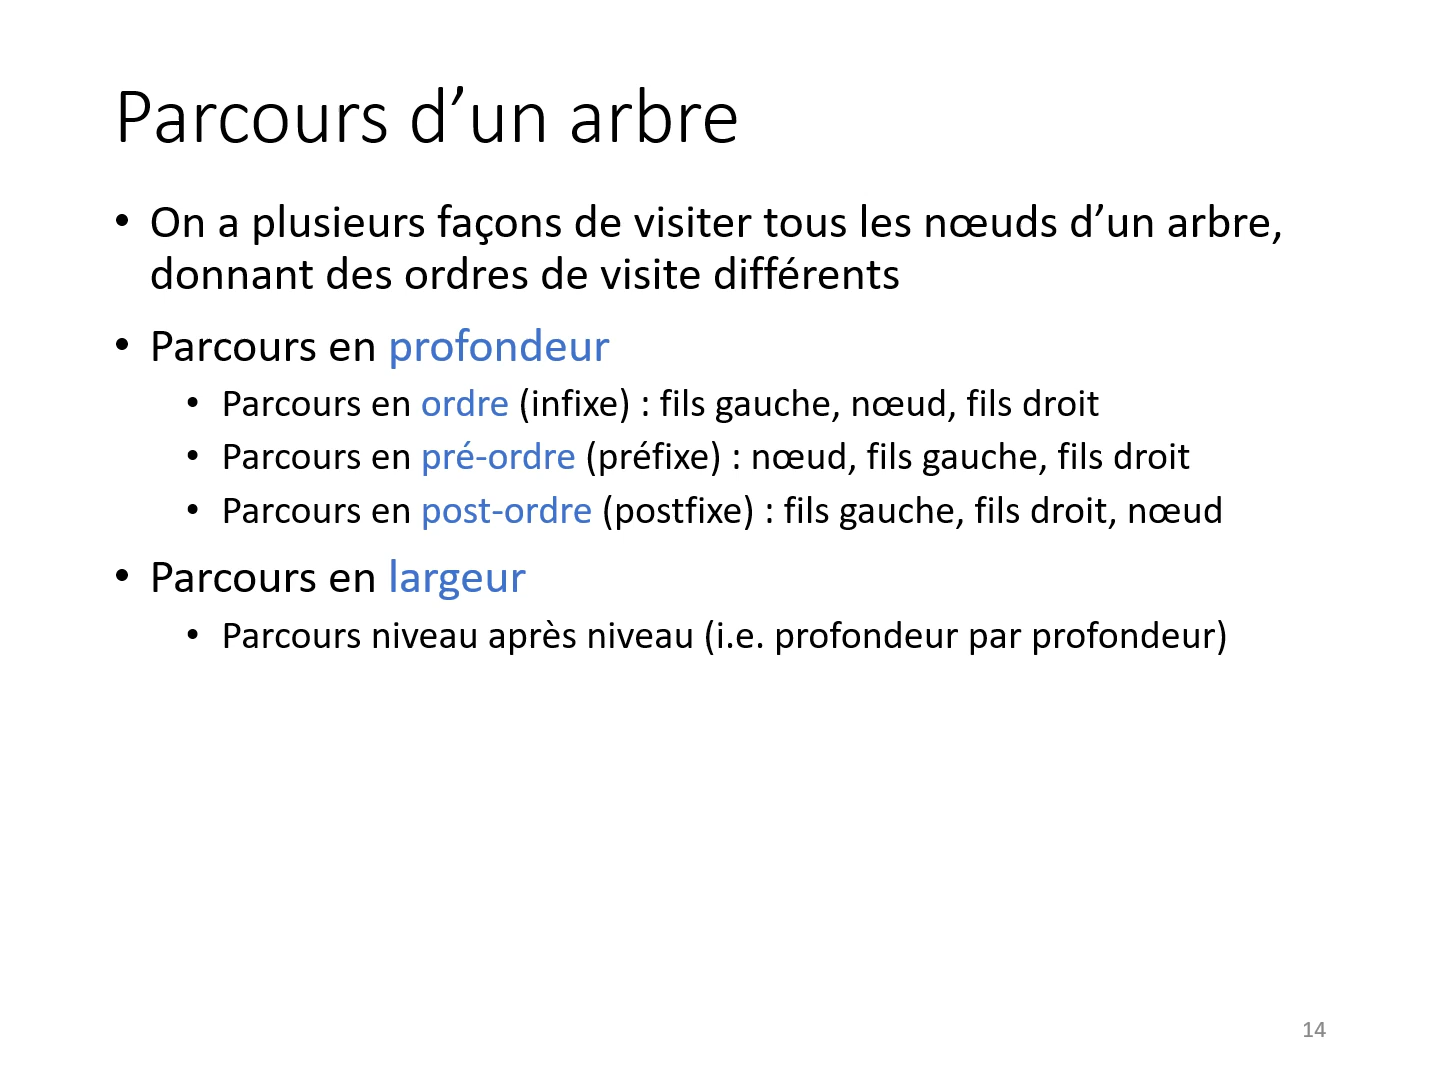 Parcours d’un arbre
• On a plusieurs façons de visiter tous les nœuds d’un arbre,
donnant des ordres de visite différents
• Parcours en profondeur
• Parcours en ordre (infixe) : fils gauche, nœud, fils droit
• Parcours en pré-ordre (préfixe) : nœud, fils gauche, fils droit
• Parcours en post-ordre (postfixe) : fils gauche, fils droit, nœud
• Parcours en largeur
• Parcours niveau après niveau (i.e. profondeur par profondeur)
14